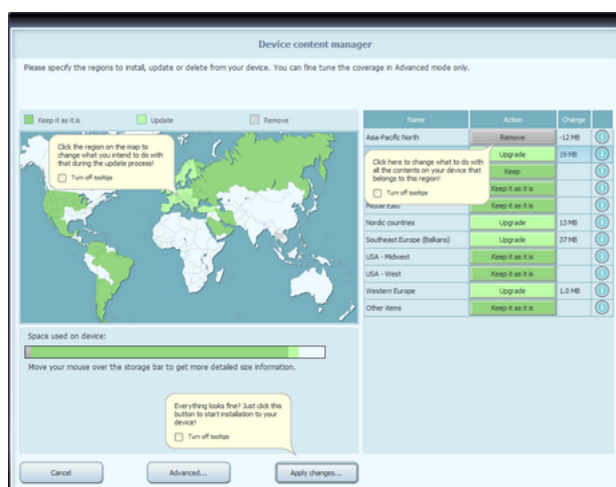 Device content manager
Please specify the regions to install, update or delete from your device. You can fine tune the coverage in Advanced mode only.
Keep it as it is
Update
Remove
Click the region on the map to
change what you intend to do with
that during the update process!
Turn off tooltips
Space used on device:
Move your mouse over the storage bar to get more detailed size information.
Everything looks fine? Just click this
button to start installation to your
device!
Turn off tooltips
Cancel
Advanced...
Apply changes...
Name Action Change
Asia-Pacific North Remove -12 MB
Upgrade 19 MB
Click here to change what to do with
all the contents on your device that
belongs to this region!
Turn off tooltips
Keep
Keep it as it is
Middle East Keep it as it is
Nordic countries Upgrade 13 MB
Southeast Europe (Balkans) Upgrade 37 MB
USA - Midwest Keep it as it is
USA - West Keep it as it is
Western Europe Upgrade 1.0 MB
Other items Keep it as it is